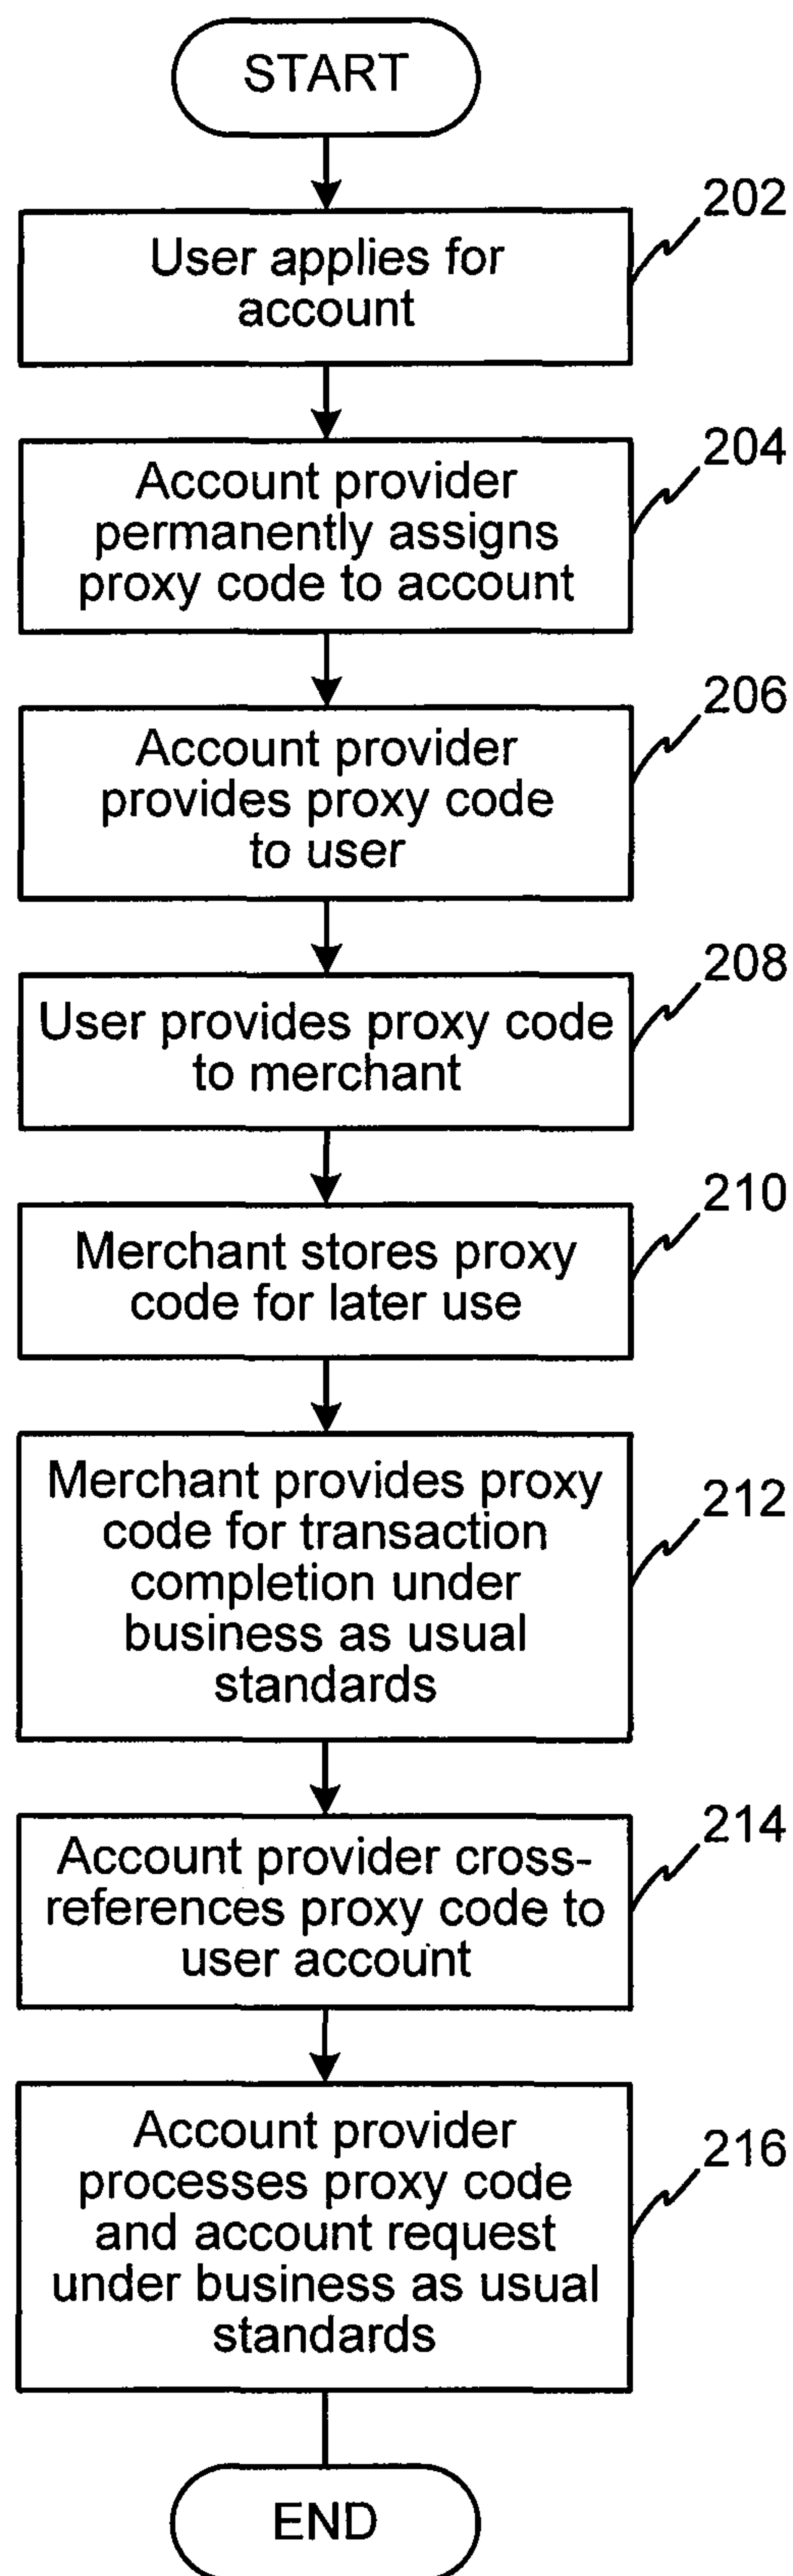 START
202
User applies for
account
204
Account provider
permanently assigns
proxy code to account
206
Account provider
provides proxy code
to user
208
User provides proxy code
to merchant
210
Merchant stores proxy
code for later use
212
Merchant provides proxy
code for transaction
completion under
business as usual
standards
214
Account provider cross-
references proxy code to
user account
216
Account provider
processes proxy code
and account request
under business as usual
standards
END